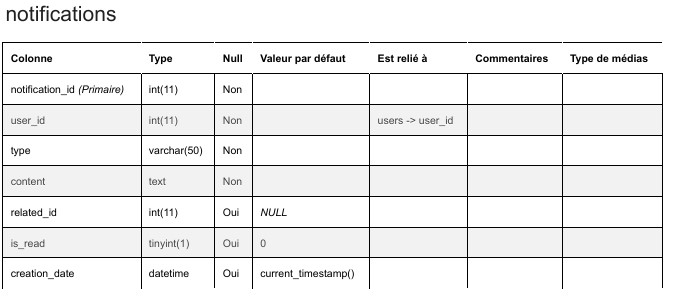 notifications
Colonne Type Null Valeur par défaut Est relié à Commentaires Type de médias
notification_id (Primaire) int(11) Non
user_id int(11) Non users -> user_id
type varchar(50) Non
content text Non
related_id int(11) Oui NULL
is_read tinyint(1) Oui 0
creation_date datetime Oui current_timestamp()